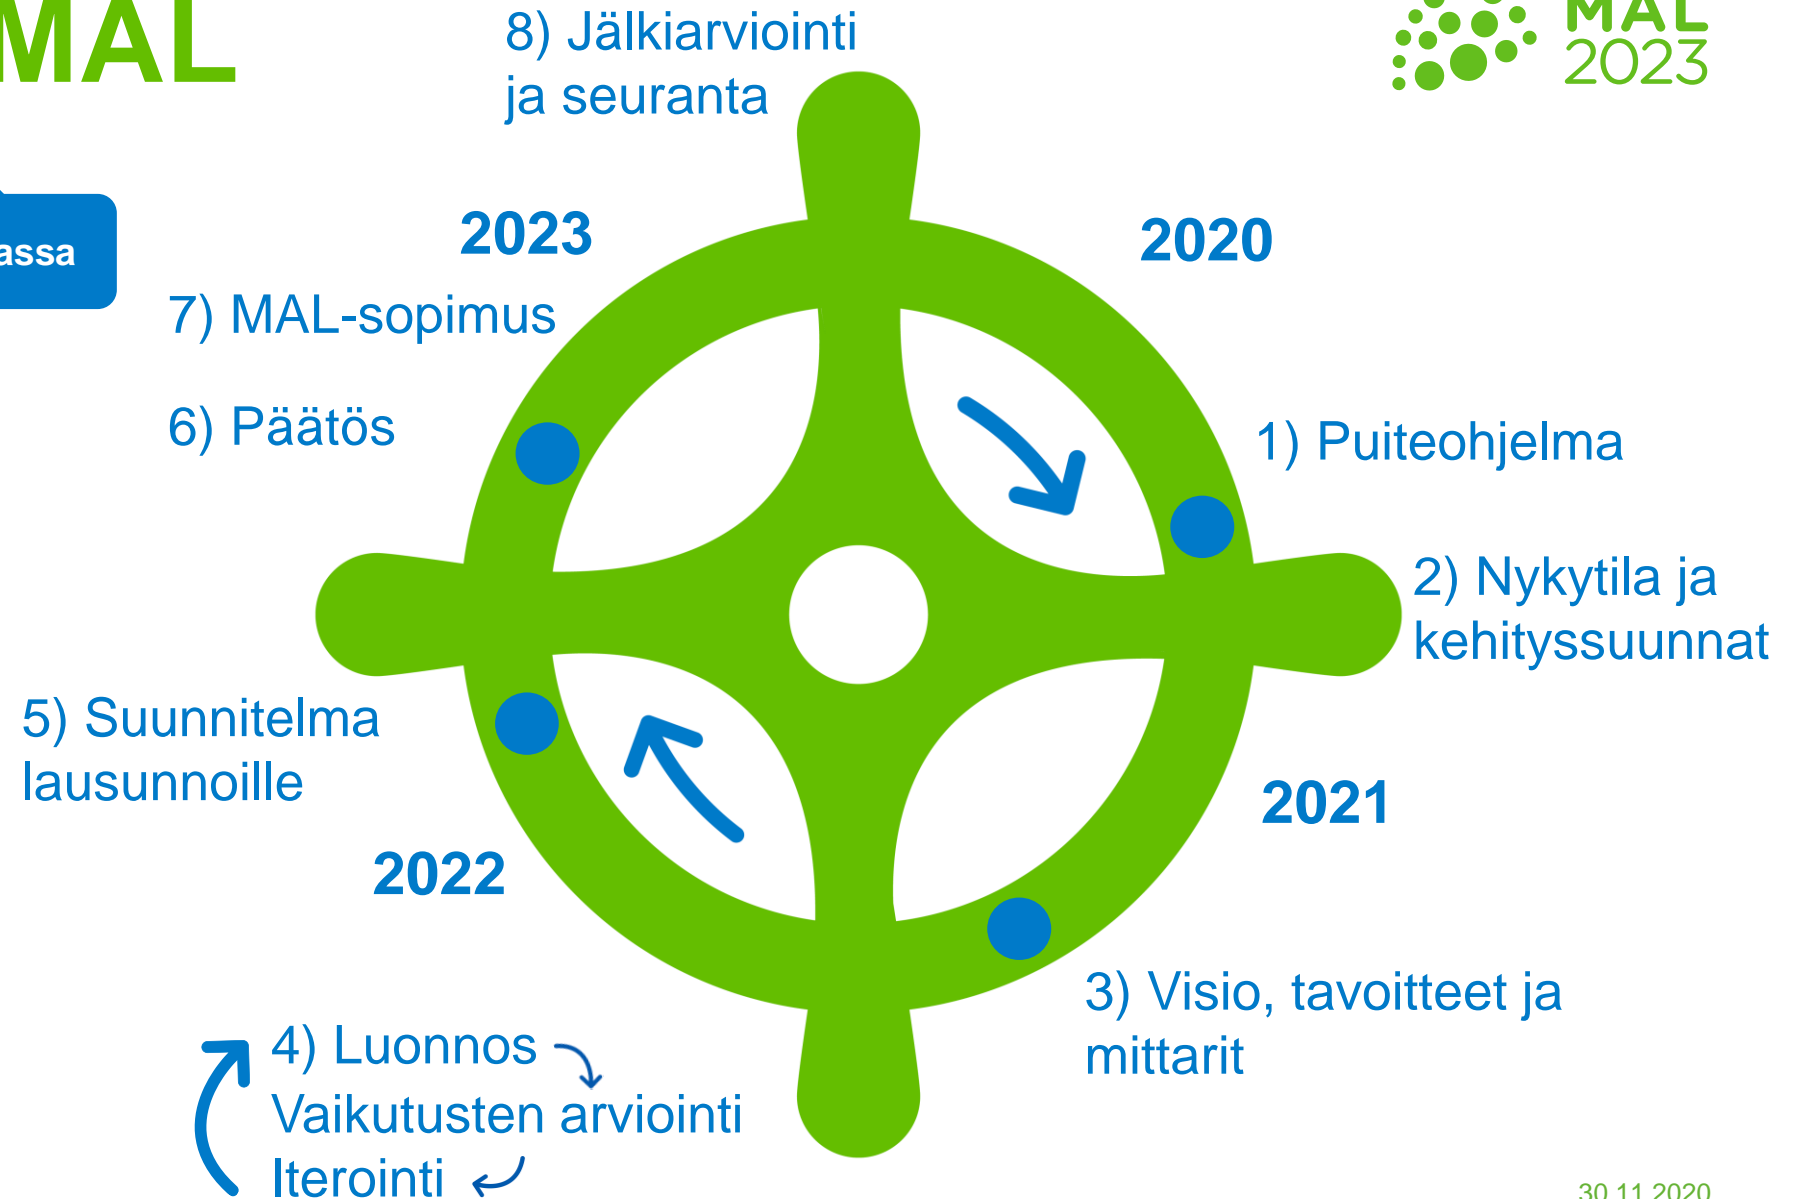 MAL
MAL
2023
8) Jälkiarviointi
ja seuranta
2023
2020
7) MAL-sopimus
6) Päätös
1) Puiteohjelma
2) Nykytila ja
kehityssuunnat
5) Suunnitelma
lausunnoille
2021
2022
3) Visio, tavoitteet ja
mittarit
4) Luonnos
Vaikutusten arviointi
Iterointi
30.11.2020